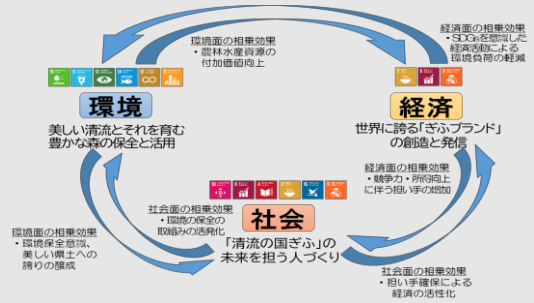 環境面の相乗効果
・農林水産資源の
付加価値向上
経済面の相乗効果
・SDGsを意識した
経済活動による
環境負荷の軽減
環境
美しい清流とそれを育む
豊かな森の保全と活用
経済
世界に誇る「ぎふブランド」
の創造と発信
経済面の相乗効果
・競争力・所得向上
に伴う担い手の増加
社会面の相乗効果
・環境の保全の
取組みの活発化
社会
「清流の国ぎふ」の
未来を担う人づくり
環境面の相乗効果
・環境保全意識、
美しい県土への
誇りの醸成
社会面の相乗効果
・担い手確保による
経済の活性化